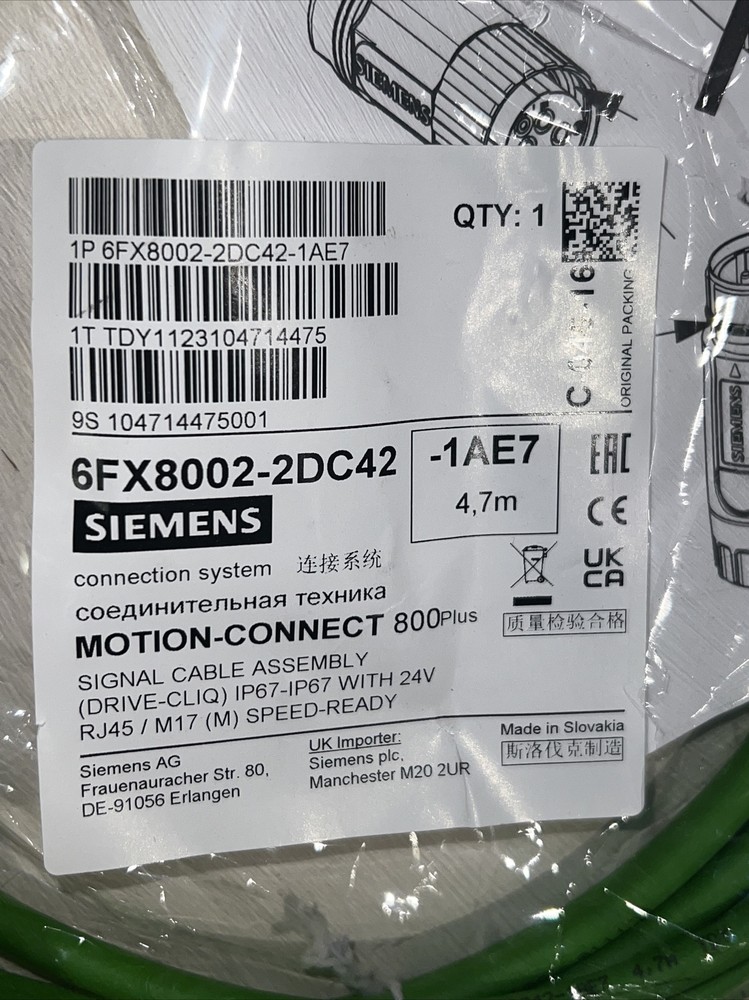 SIEMENS
QTY: 1
1P 6FX8002-2DC42-1AE7
1T TDY1123104714475
9S 104714475001
ORIGINAL PACKING
6FX8002-2DC42
-1AE7
4,7m
SIEMENS
EAC
CE
UK
CA
connection system 连接系统
соединительная техника
MOTION-CONNECT 800Plus
质量检验合格
SIGNAL CABLE ASSEMBLY
(DRIVE-CLIQ) IP67-IP67 WITH 24V
RJ45 / M17 (M) SPEED-READY
Siemens AG
Frauenauracher Str. 80,
DE-91056 Erlangen
UK Importer:
Siemens plc,
Manchester M20 2UR
Made in Slovakia
斯洛伐克制造
SIEMENS
4.7M